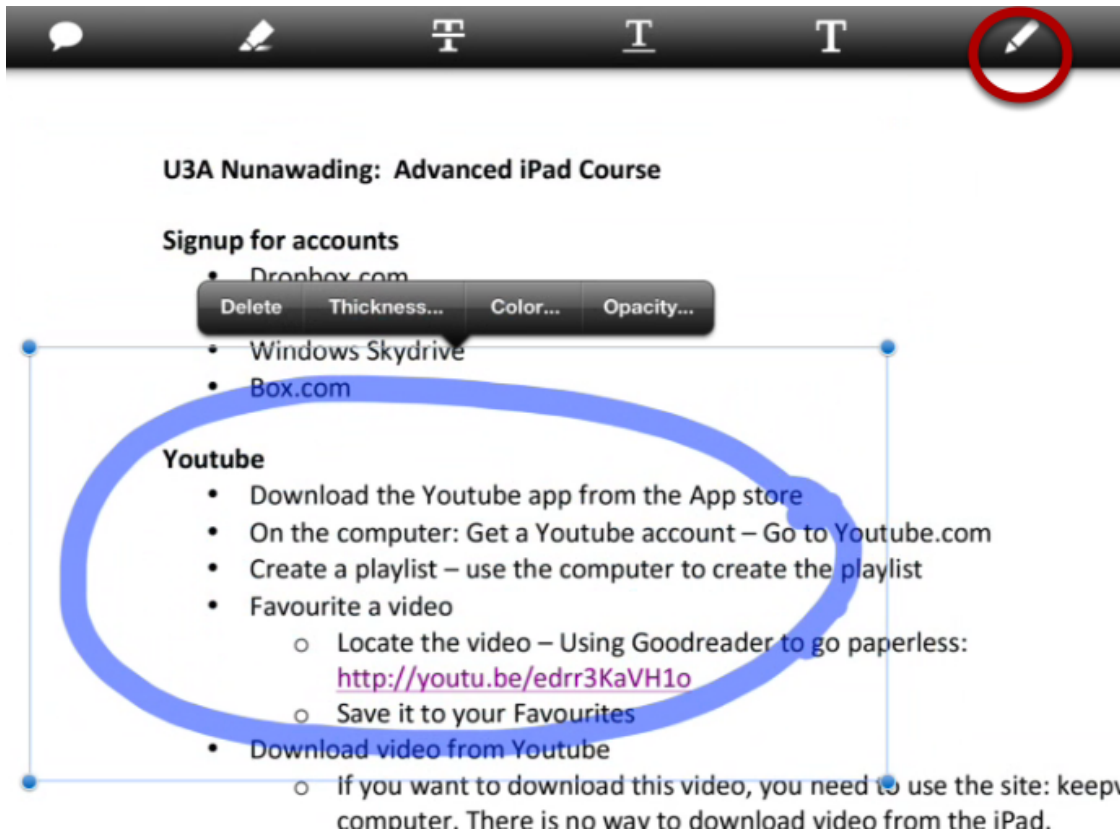 T T T
U3A Nunawading: Advanced iPad Course
Signup for accounts
• Dropbox.com
Delete Thickness... Color... Opacity...
• Windows Skydrive
• Box.com
Youtube
• Download the Youtube app from the App store
• On the computer: Get a Youtube account – Go to Youtube.com
• Create a playlist – use the computer to create the playlist
• Favourite a video
o Locate the video – Using Goodreader to go paperless:
http://youtu.be/edrr3KaVH1o
o Save it to your Favourites
• Download video from Youtube
o If you want to download this video, you need to use the site:
computer. There is no way to download video from the iPad.